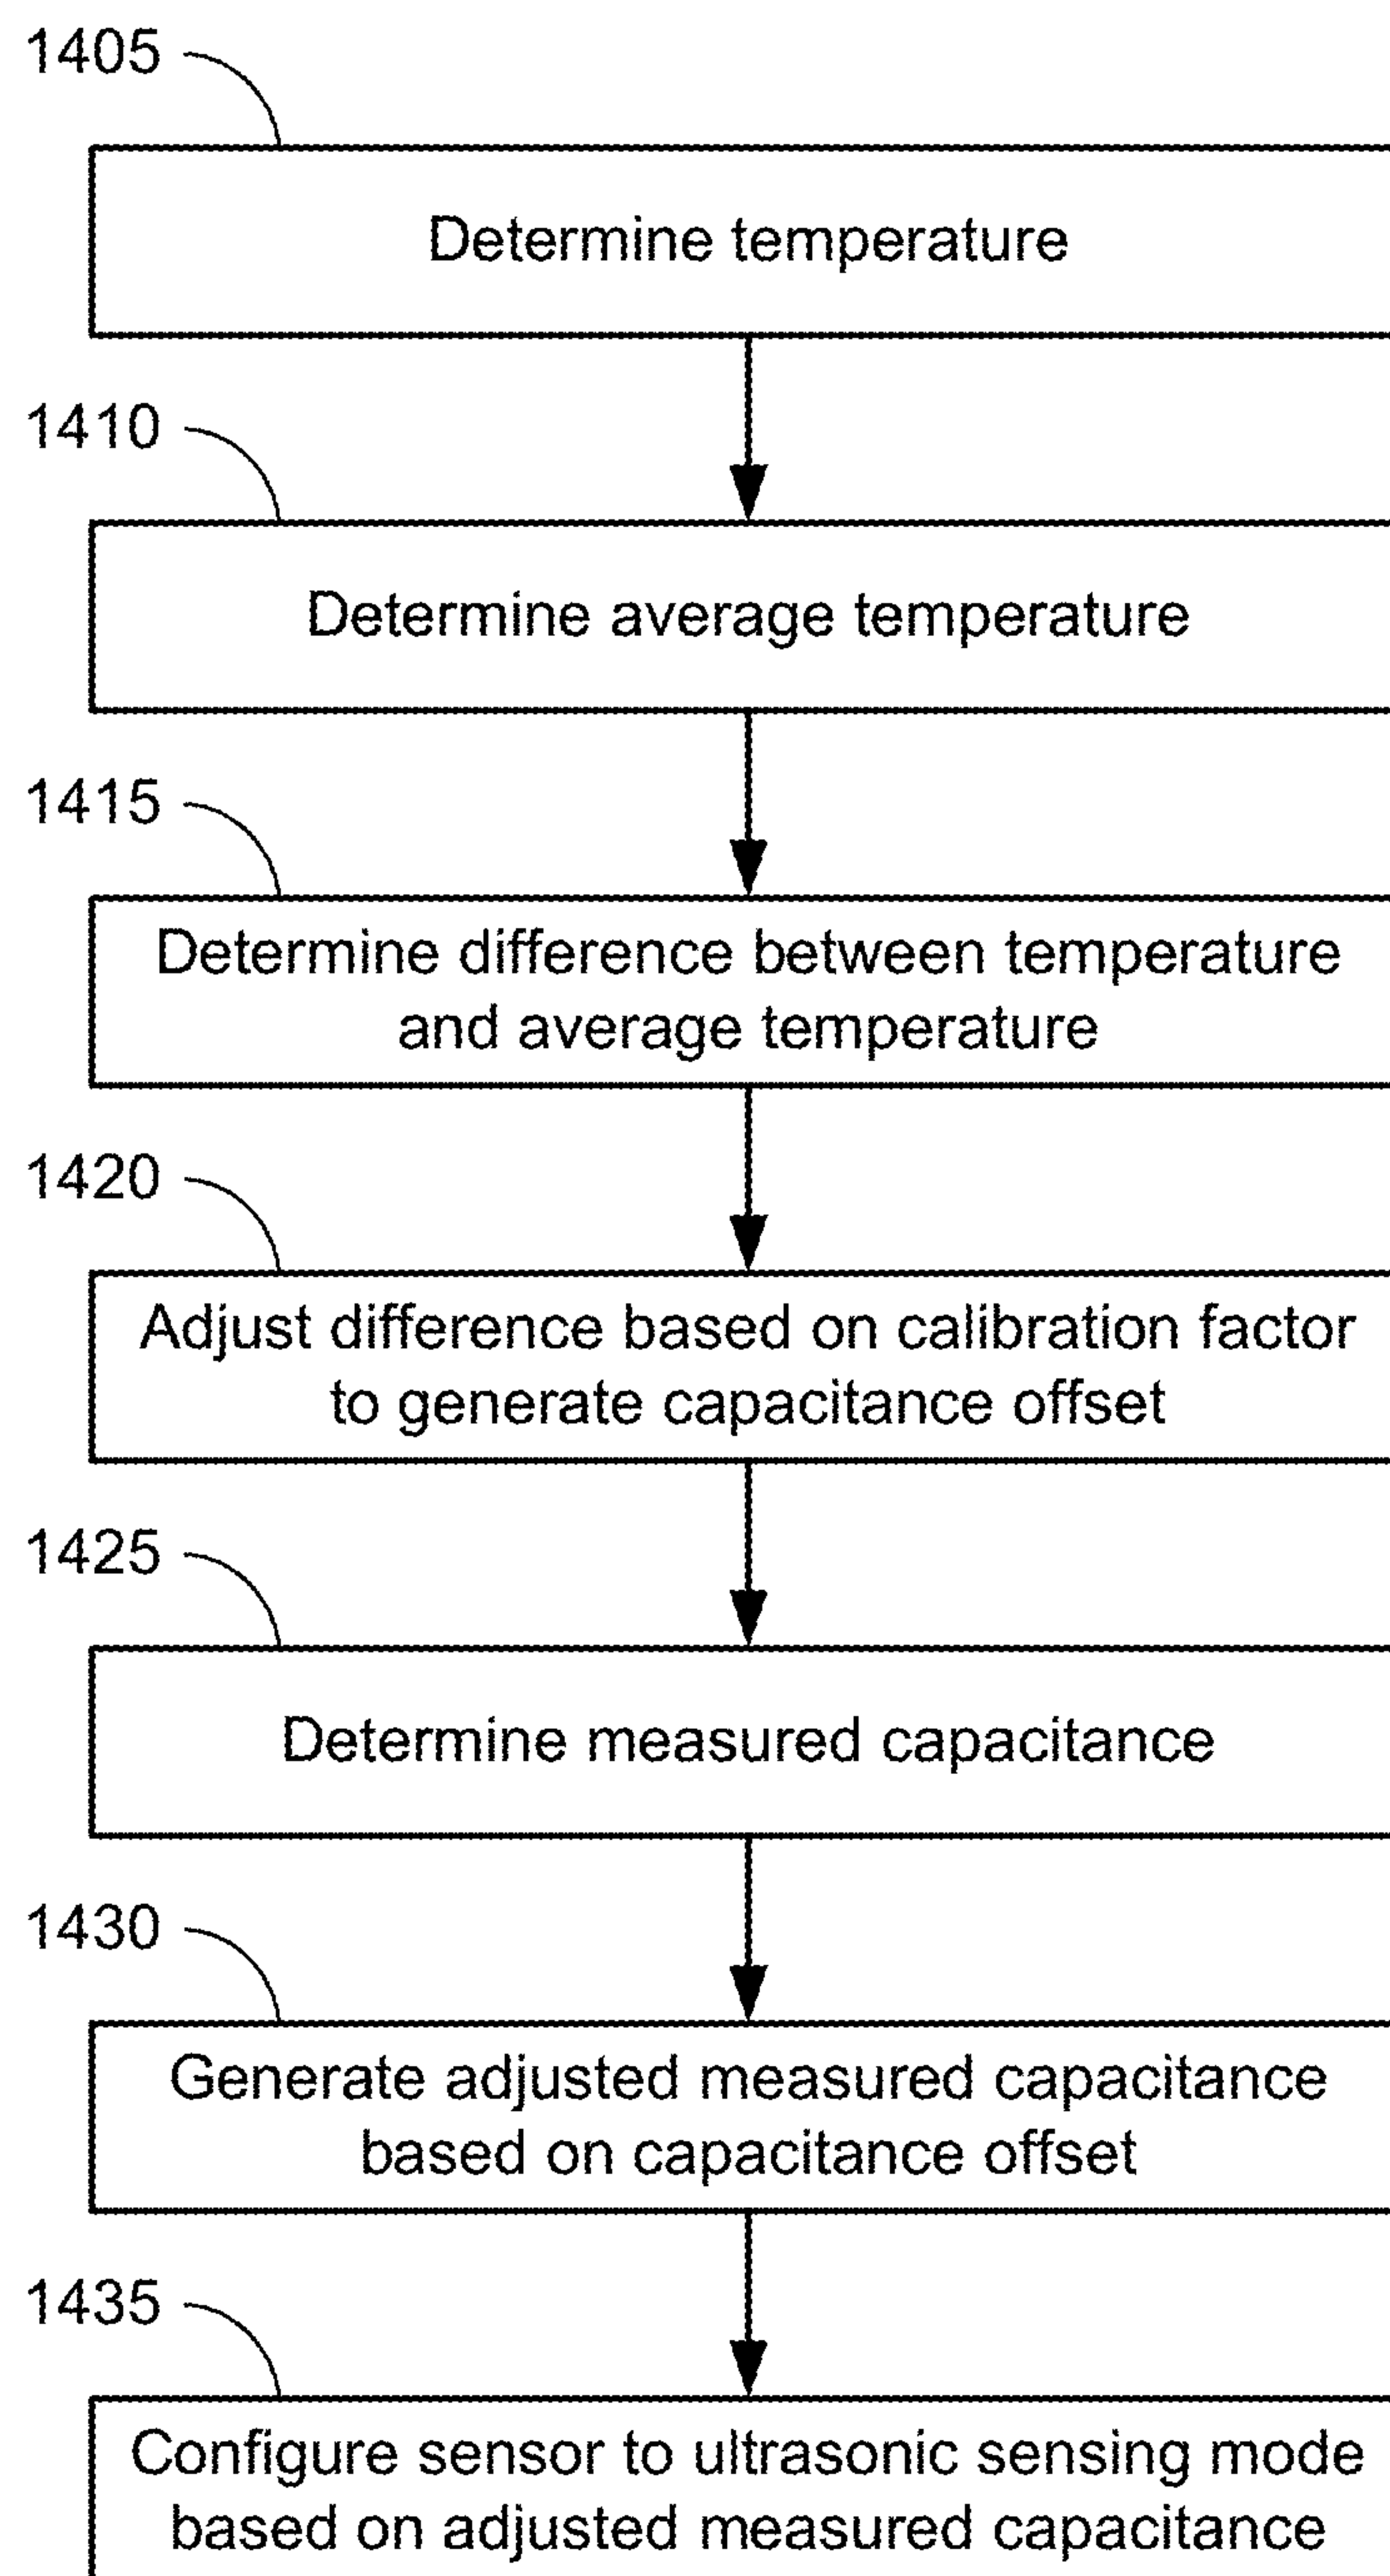 1405
Determine temperature
1410
Determine average temperature
1415
Determine difference between temperature
and average temperature
1420
Adjust difference based on calibration factor
to generate capacitance offset
1425
Determine measured capacitance
1430
Generate adjusted measured capacitance
based on capacitance offset
1435
Configure sensor to ultrasonic sensing mode
based on adjusted measured capacitance